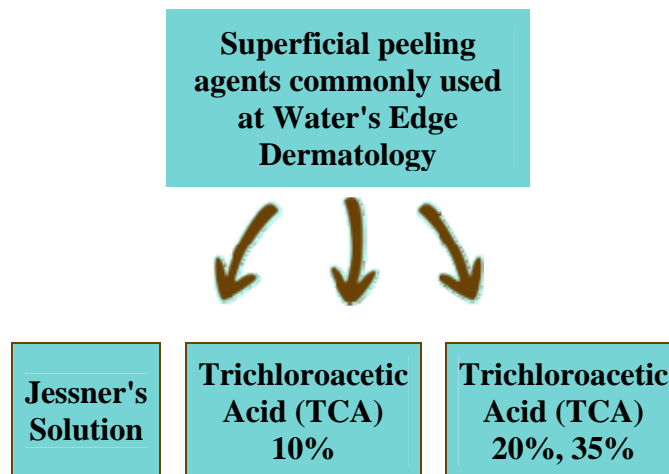 Superficial peeling
agents commonly used
at Water's Edge
Dermatology
Jessner's
Solution
Trichloroacetic
Acid (TCA)
10%
Trichloroacetic
Acid (TCA)
20%, 35%